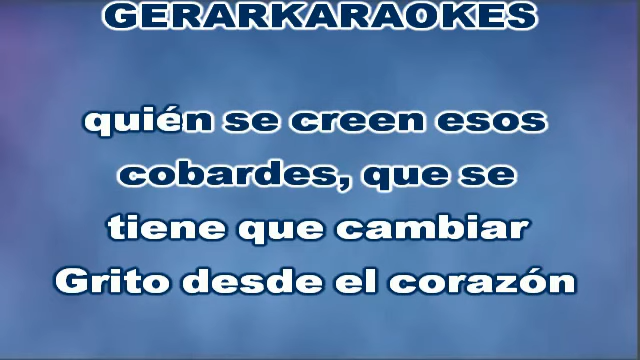 GERARKARAOKES
quién se creen esos
cobardes, que se
tiene que cambiar
Grito desde el corazón